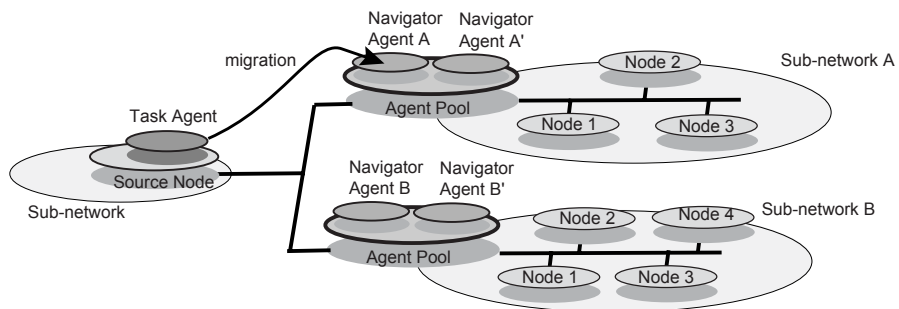 Navigator
Agent A
Navigator
Agent A'
migration
Node 2
Sub-network A
Agent Pool
Task Agent
Node 1
Node 3
Source Node
Sub-network
Navigator
Agent B
Navigator
Agent B'
Node 2
Node 4
Sub-network B
Agent Pool
Node 1
Node 3